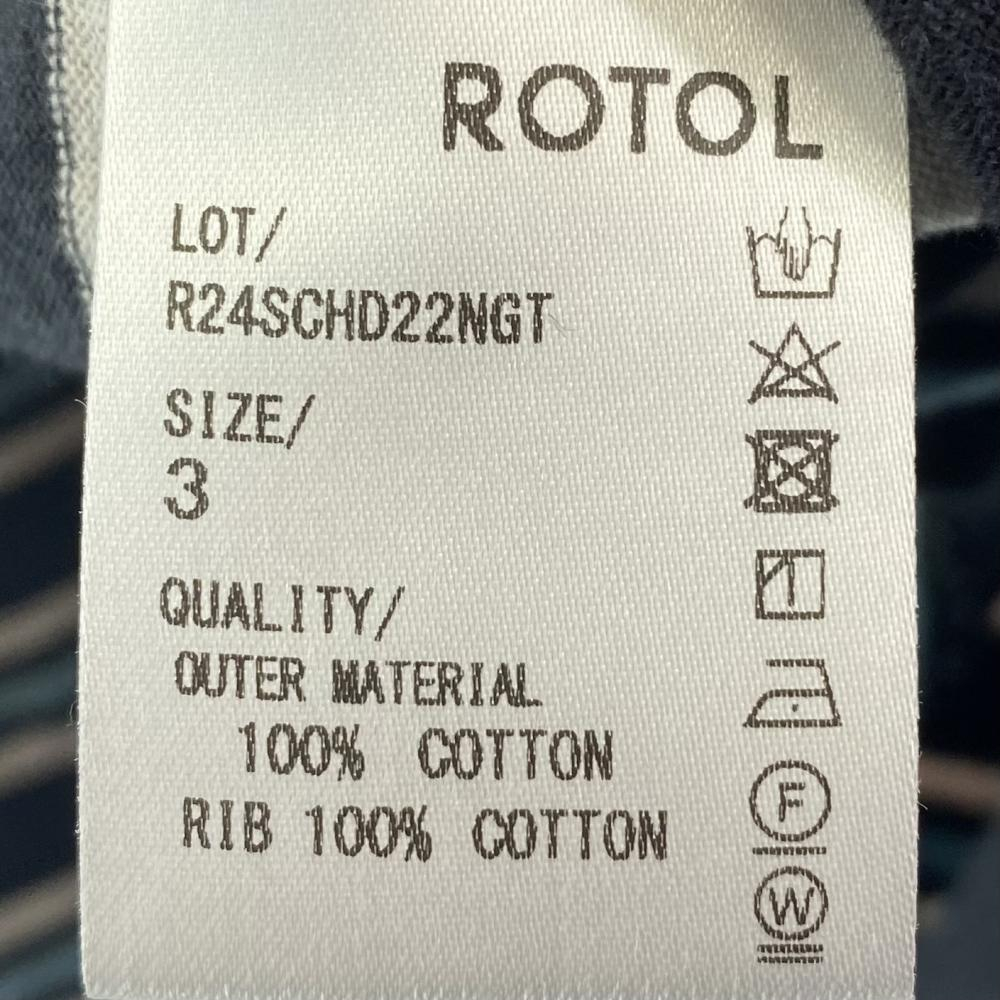 ROTOL
LOT/
R24SCHD22NGT
SIZE/
3
QUALITY/
OUTER MATERIAL
100% COTTON
RIB 100% COTTON
F
W